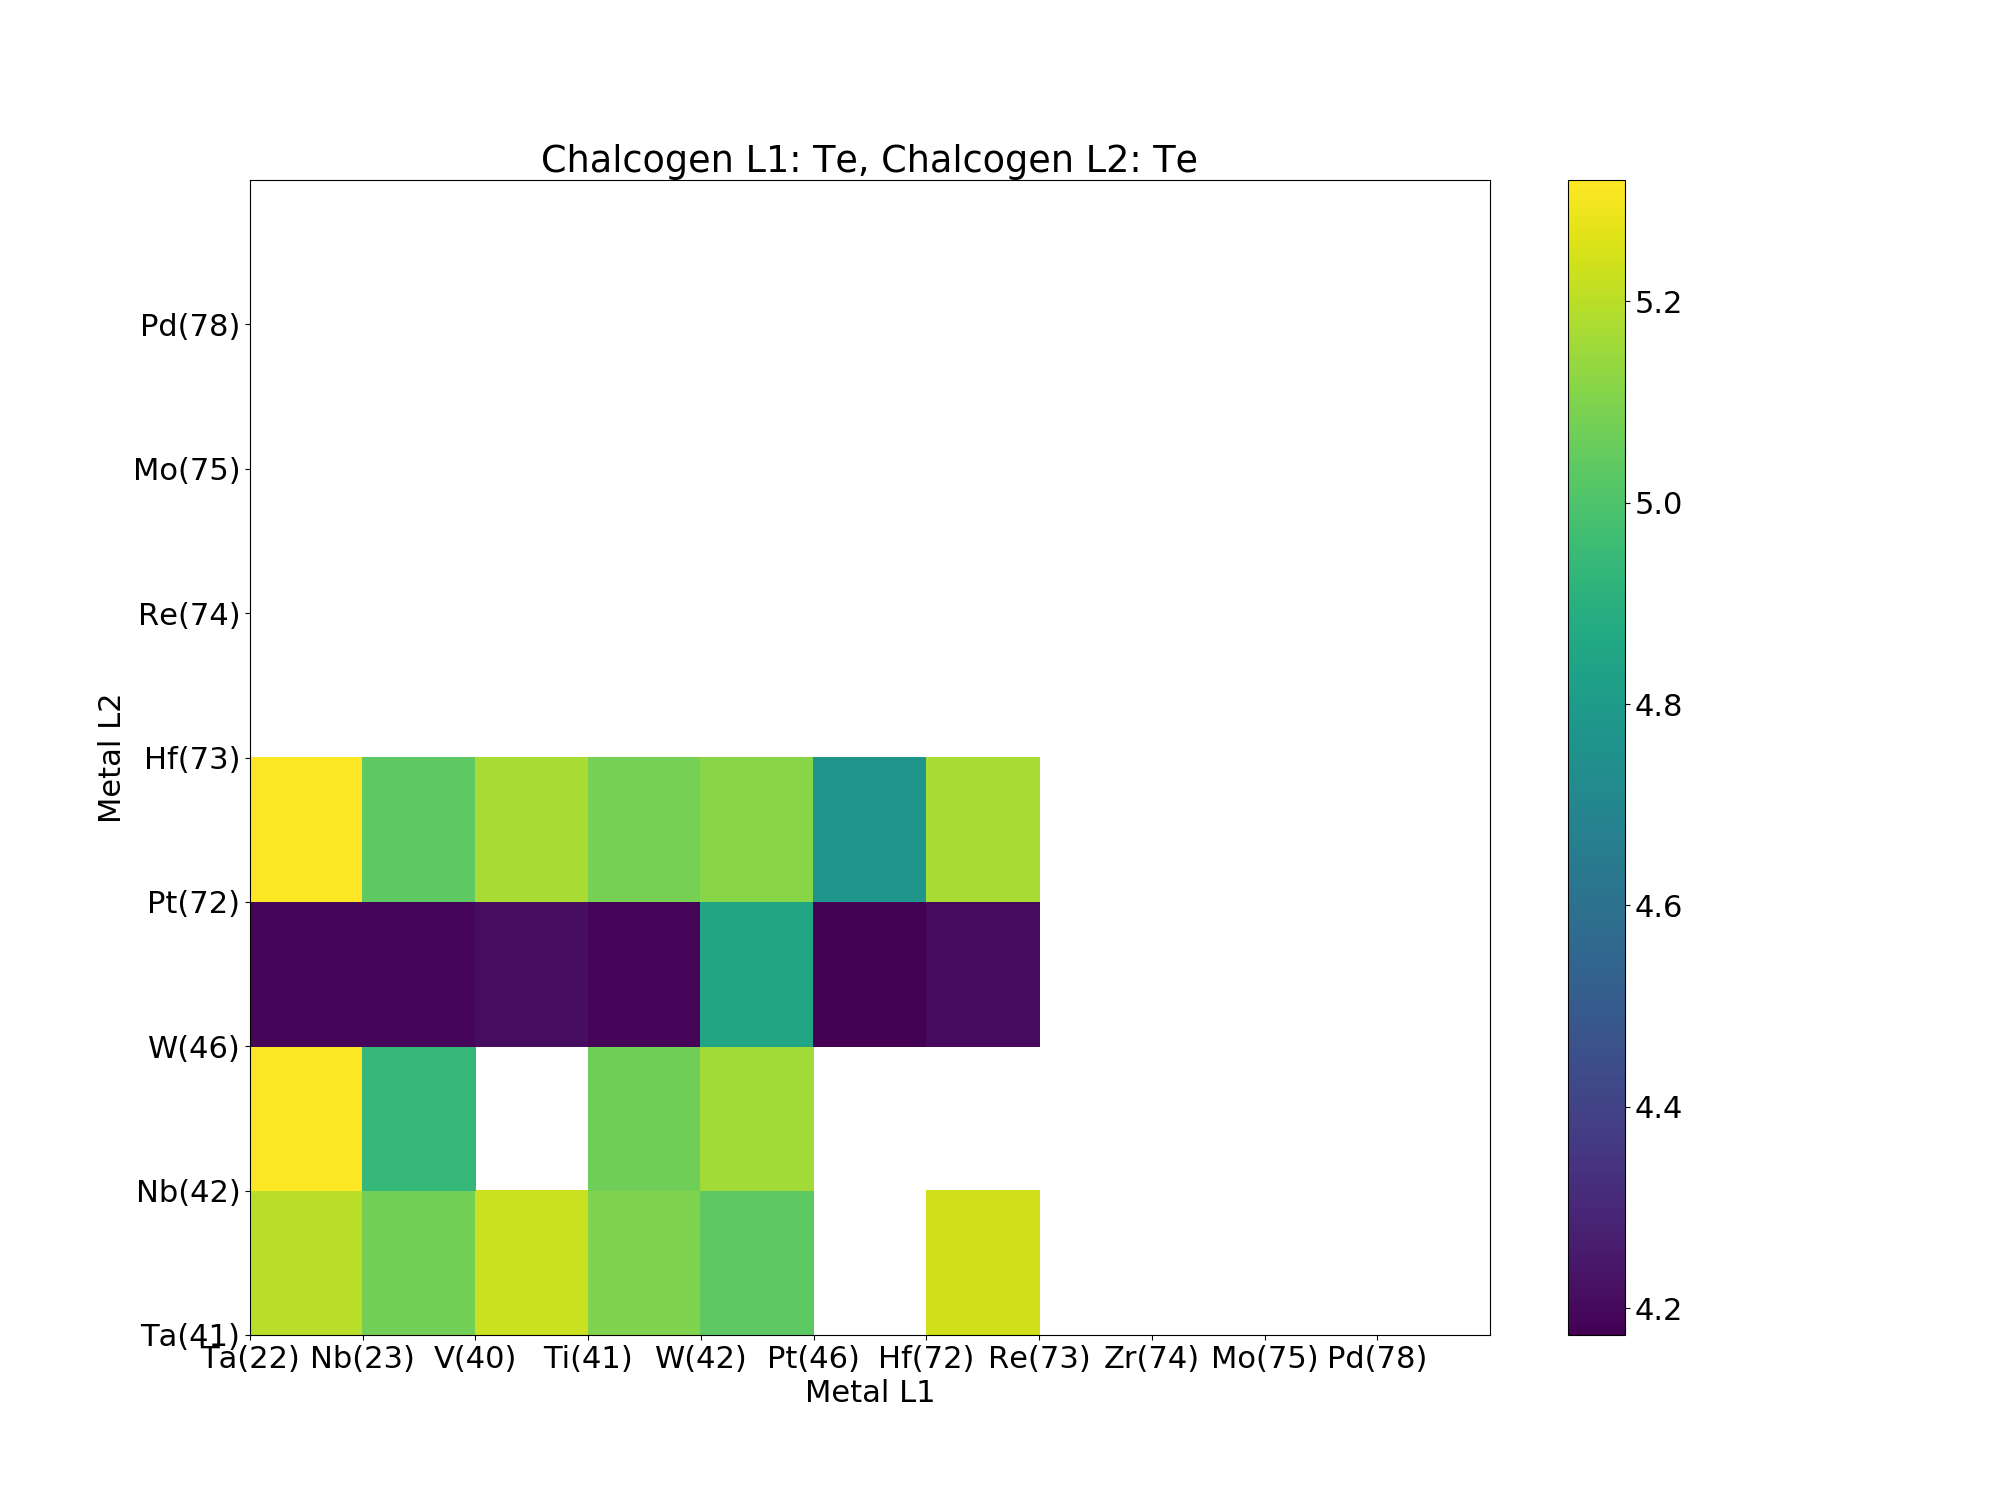 Chalcogen L1: Te, Chalcogen L2: Te
Metal L2
Pd(78)
Mo(75)
Re(74)
Hf(73)
Pt(72)
W(46)
Nb(42)
Ta(41)
Ta(22) Nb(23) V(40) Ti(41) W(42) Pt(46) Hf(72) Re(73) Zr(74) Mo(75) Pd(78)
Metal L1
5.2
5.0
4.8
4.6
4.4
4.2